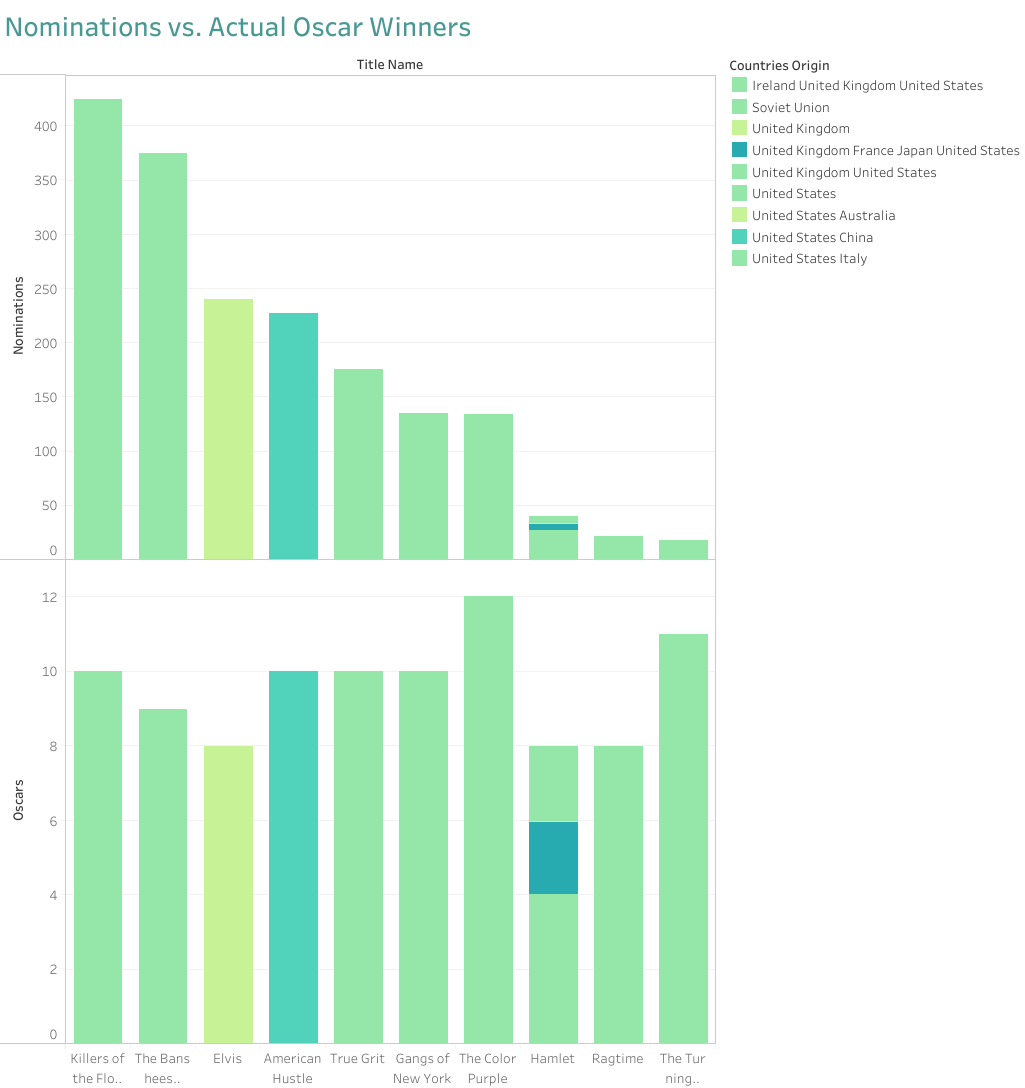 Nominations vs. Actual Oscar Winners
Title Name
Nominations
400
350
300
250
200
150
100
50
0
Oscars
12
10
8
6
4
2
0
Killers of
the Flo..
The Bans
hees..
Elvis
American
Hustle
True Grit
Gangs of
New York
The Color
Purple
Hamlet
Ragtime
The Tur
ning..
Countries Origin
Ireland United Kingdom United States
Soviet Union
United Kingdom
United Kingdom France Japan United States
United Kingdom United States
United States
United States Australia
United States China
United States Italy